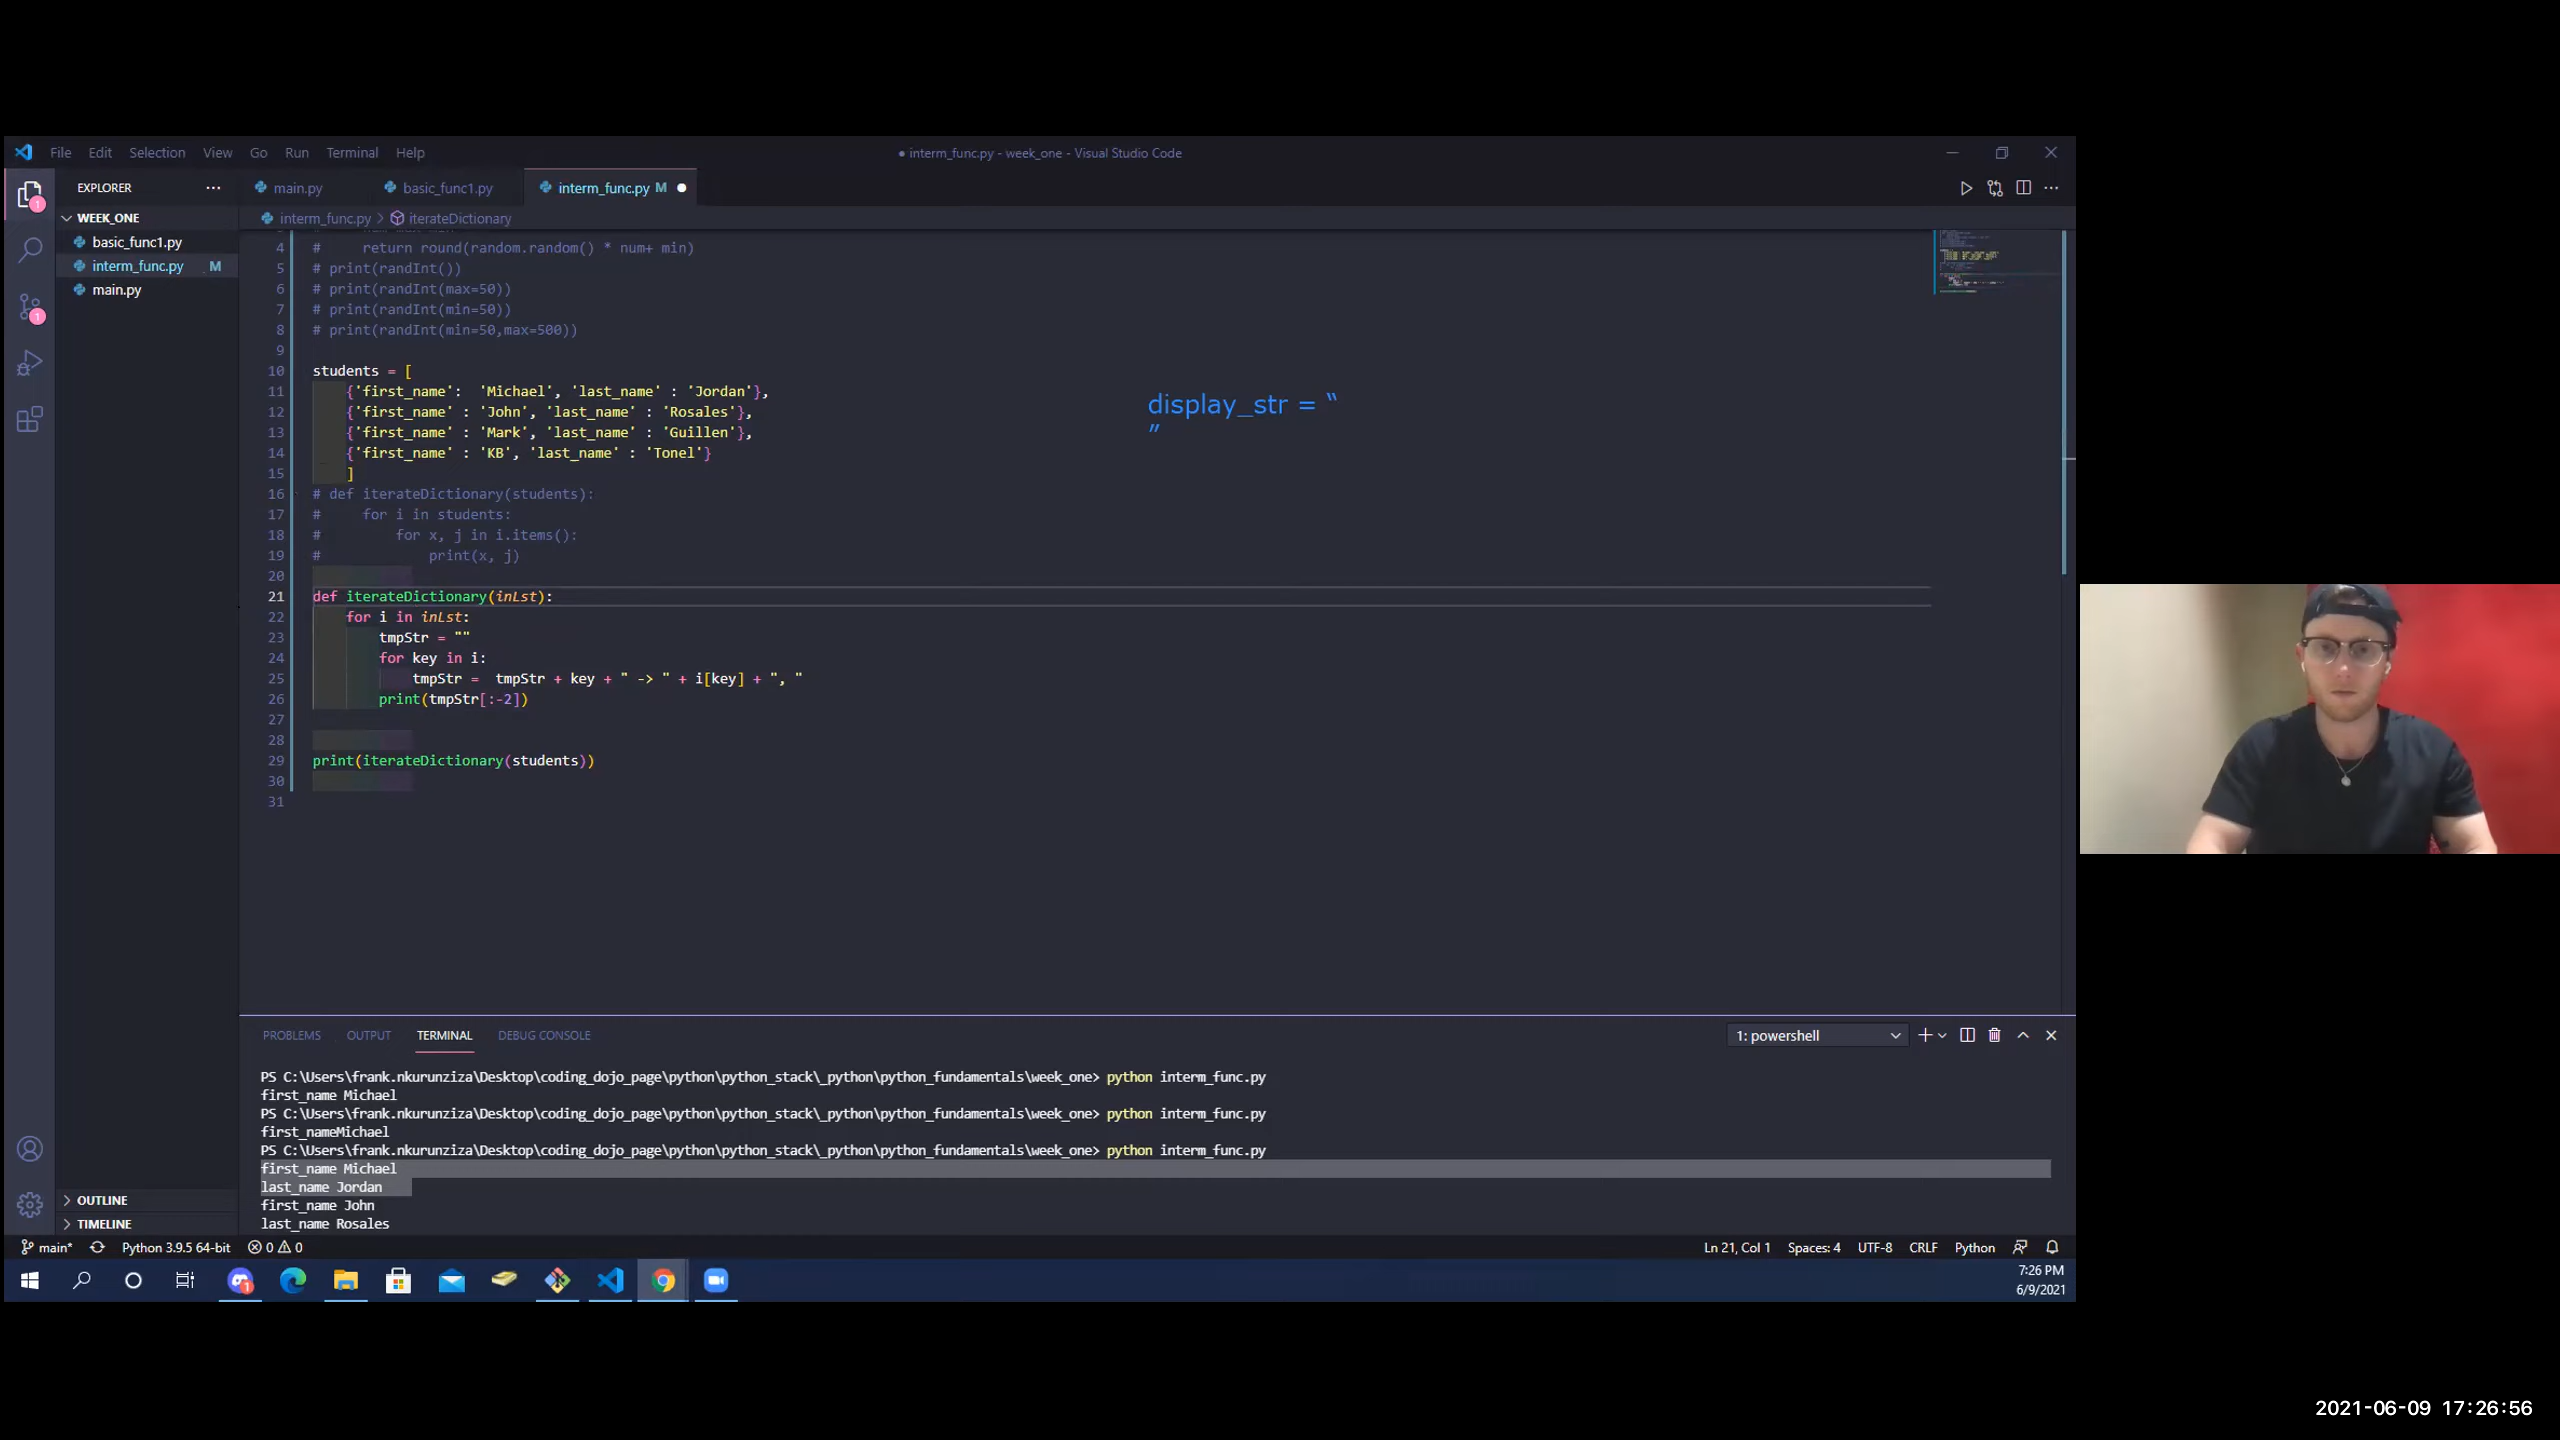 File Edit Selection View Go Run Terminal Help
● interm_func.py - week_one - Visual Studio Code
EXPLORER
main.py
basic_func1.py
interm_func.py M
WEEK_ONE
interm_func.py > iterateDictionary
basic_func1.py
interm_func.py M
main.py
4 #     return round(random.random() * num+ min)
5 # print(randInt())
6 # print(randInt(max=50))
7 # print(randInt(min=50))
8 # print(randInt(min=50,max=500))
9
10 students = [
11     {'first_name':  'Michael', 'last_name' : 'Jordan'},
12     {'first_name' : 'John', 'last_name' : 'Rosales'},
13     {'first_name' : 'Mark', 'last_name' : 'Guillen'},
14     {'first_name' : 'KB', 'last_name' : 'Tonel'}
15     ]
16 # def iterateDictionary(students):
17 #     for i in students:
18 #         for x, j in i.items():
19 #             print(x, j)
20
21 def iterateDictionary(inLst):
22     for i in inLst:
23         tmpStr = ""
24         for key in i:
25             tmpStr =  tmpStr + key + " -> " + i[key] + ", "
26         print(tmpStr[:-2])
27
28
29 print(iterateDictionary(students))
30
31
display_str = “
”
PROBLEMS OUTPUT TERMINAL DEBUG CONSOLE
1: powershell
PS C:\Users\frank.nkurunziza\Desktop\coding_dojo_page\python\python_stack\_python\python_fundamentals\week_one> python interm_func.py
first_name Michael
PS C:\Users\frank.nkurunziza\Desktop\coding_dojo_page\python\python_stack\_python\python_fundamentals\week_one> python interm_func.py
first_nameMichael
PS C:\Users\frank.nkurunziza\Desktop\coding_dojo_page\python\python_stack\_python\python_fundamentals\week_one> python interm_func.py
first_name Michael
last_name Jordan
first_name John
last_name Rosales
OUTLINE
TIMELINE
main* Python 3.9.5 64-bit 0 0
Ln 21, Col 1 Spaces: 4 UTF-8 CRLF Python
7:26 PM
6/9/2021
2021-06-09 17:26:56